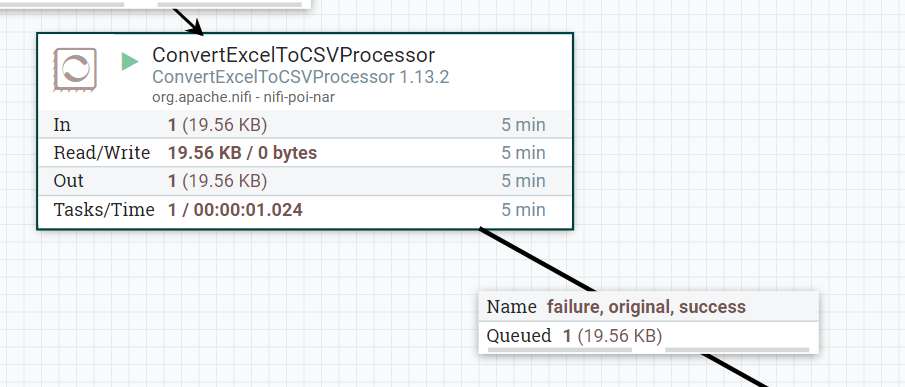 ConvertExcelToCSVProcessor
ConvertExcelToCSVProcessor 1.13.2
org.apache.nifi - nifi-poi-nar
In 1 (19.56 KB) 5 min
Read/Write 19.56 KB / 0 bytes 5 min
Out 1 (19.56 KB) 5 min
Tasks/Time 1 / 00:00:01.024 5 min
Name failure, original, success
Queued 1 (19.56 KB)